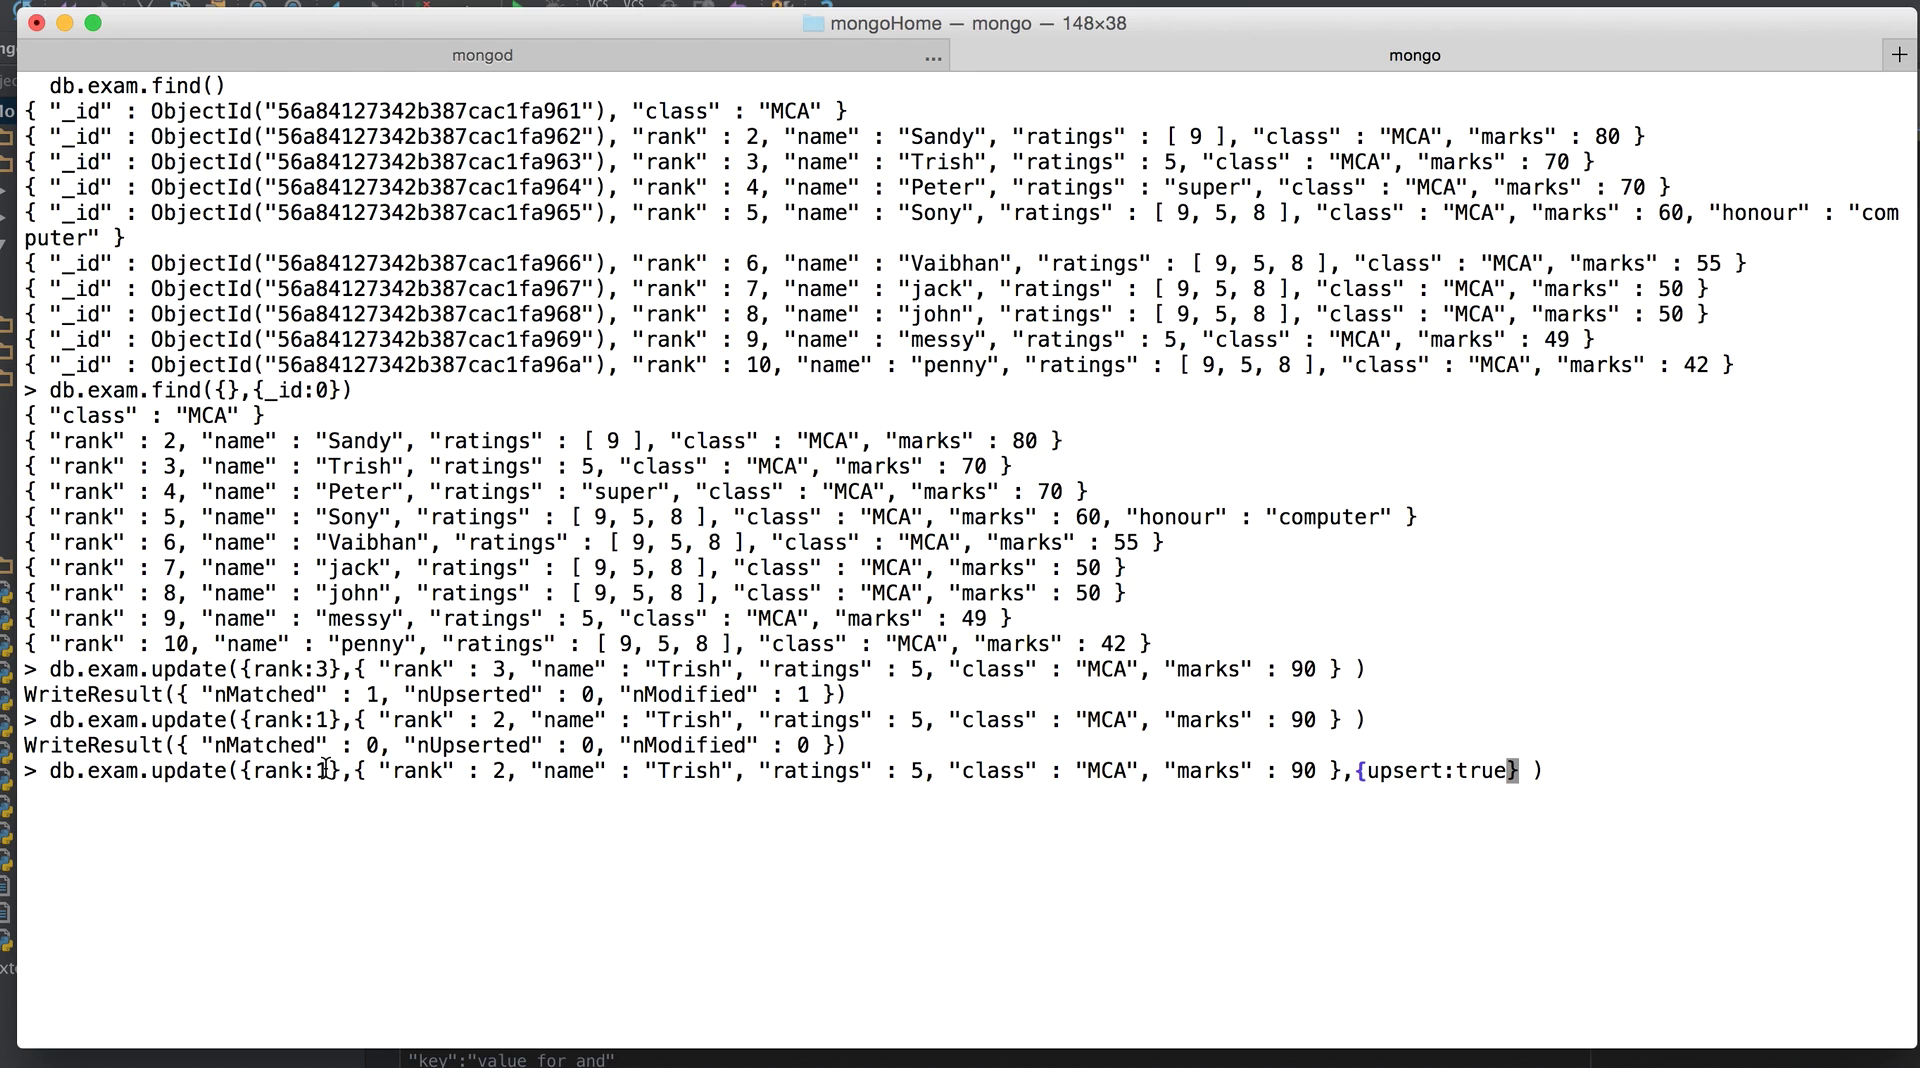 mongoHome — mongo — 148×38
mongod
...
mongo
+
db.exam.find()
{ "_id" : ObjectId("56a84127342b387cac1fa961"), "class" : "MCA" }
{ "_id" : ObjectId("56a84127342b387cac1fa962"), "rank" : 2, "name" : "Sandy", "ratings" : [ 9 ], "class" : "MCA", "marks" : 80 }
{ "_id" : ObjectId("56a84127342b387cac1fa963"), "rank" : 3, "name" : "Trish", "ratings" : 5, "class" : "MCA", "marks" : 70 }
{ "_id" : ObjectId("56a84127342b387cac1fa964"), "rank" : 4, "name" : "Peter", "ratings" : "super", "class" : "MCA", "marks" : 70 }
{ "_id" : ObjectId("56a84127342b387cac1fa965"), "rank" : 5, "name" : "Sony", "ratings" : [ 9, 5, 8 ], "class" : "MCA", "marks" : 60, "honour" : "com
puter" }
{ "_id" : ObjectId("56a84127342b387cac1fa966"), "rank" : 6, "name" : "Vaibhan", "ratings" : [ 9, 5, 8 ], "class" : "MCA", "marks" : 55 }
{ "_id" : ObjectId("56a84127342b387cac1fa967"), "rank" : 7, "name" : "jack", "ratings" : [ 9, 5, 8 ], "class" : "MCA", "marks" : 50 }
{ "_id" : ObjectId("56a84127342b387cac1fa968"), "rank" : 8, "name" : "john", "ratings" : [ 9, 5, 8 ], "class" : "MCA", "marks" : 50 }
{ "_id" : ObjectId("56a84127342b387cac1fa969"), "rank" : 9, "name" : "messy", "ratings" : 5, "class" : "MCA", "marks" : 49 }
{ "_id" : ObjectId("56a84127342b387cac1fa96a"), "rank" : 10, "name" : "penny", "ratings" : [ 9, 5, 8 ], "class" : "MCA", "marks" : 42 }
> db.exam.find({},{_id:0})
{ "class" : "MCA" }
{ "rank" : 2, "name" : "Sandy", "ratings" : [ 9 ], "class" : "MCA", "marks" : 80 }
{ "rank" : 3, "name" : "Trish", "ratings" : 5, "class" : "MCA", "marks" : 70 }
{ "rank" : 4, "name" : "Peter", "ratings" : "super", "class" : "MCA", "marks" : 70 }
{ "rank" : 5, "name" : "Sony", "ratings" : [ 9, 5, 8 ], "class" : "MCA", "marks" : 60, "honour" : "computer" }
{ "rank" : 6, "name" : "Vaibhan", "ratings" : [ 9, 5, 8 ], "class" : "MCA", "marks" : 55 }
{ "rank" : 7, "name" : "jack", "ratings" : [ 9, 5, 8 ], "class" : "MCA", "marks" : 50 }
{ "rank" : 8, "name" : "john", "ratings" : [ 9, 5, 8 ], "class" : "MCA", "marks" : 50 }
{ "rank" : 9, "name" : "messy", "ratings" : 5, "class" : "MCA", "marks" : 49 }
{ "rank" : 10, "name" : "penny", "ratings" : [ 9, 5, 8 ], "class" : "MCA", "marks" : 42 }
> db.exam.update({rank:3},{ "rank" : 3, "name" : "Trish", "ratings" : 5, "class" : "MCA", "marks" : 90 } )
WriteResult({ "nMatched" : 1, "nUpserted" : 0, "nModified" : 1 })
> db.exam.update({rank:1},{ "rank" : 2, "name" : "Trish", "ratings" : 5, "class" : "MCA", "marks" : 90 } )
WriteResult({ "nMatched" : 0, "nUpserted" : 0, "nModified" : 0 })
> db.exam.update({rank:1},{ "rank" : 2, "name" : "Trish", "ratings" : 5, "class" : "MCA", "marks" : 90 },{upsert:true} )
"key":"value for and"